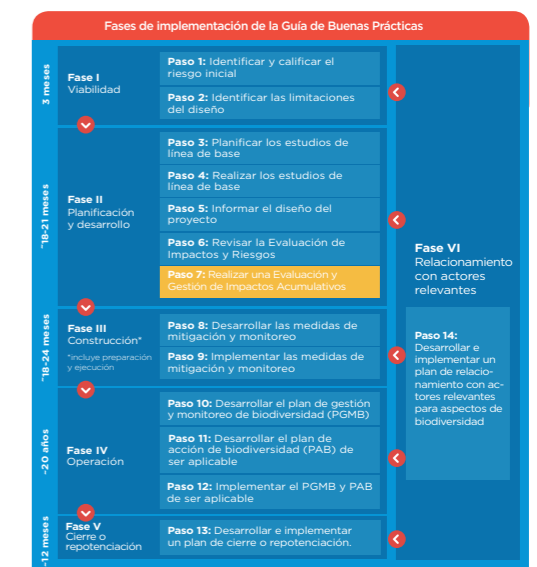 Fases de implementación de la Guía de Buenas Prácticas
3 meses
Fase I
Viabilidad
Paso 1: Identificar y calificar el
riesgo inicial
Paso 2: Identificar las limitaciones
del diseño
~18-21 meses
Fase II
Planificación
y desarrollo
Paso 3: Planificar los estudios de
línea de base
Paso 4: Realizar los estudios de
línea de base
Paso 5: Informar el diseño del
proyecto
Paso 6: Revisar la Evaluación de
Impactos y Riesgos
Paso 7: Realizar una Evaluación y
Gestión de Impactos Acumulativos
~18-24 meses
Fase III
Construcción*
*incluye preparación
y ejecución
Paso 8: Desarrollar las medidas de
mitigación y monitoreo
Paso 9: Implementar las medidas de
mitigación y monitoreo
~20 años
Fase IV
Operación
Paso 10: Desarrollar el plan de gestión
y monitoreo de biodiversidad (PGMB)
Paso 11: Desarrollar el plan de
acción de biodiversidad (PAB) de
ser aplicable
Paso 12: Implementar el PGMB y PAB
de ser aplicable
~12 meses
Fase V
Cierre o
repotenciación
Paso 13: Desarrollar e implementar
un plan de cierre o repotenciación.
Fase VI
Relacionamiento
con actores
relevantes
Paso 14:
Desarrollar e
implementar un
plan de relacio-
namiento con ac-
tores relevantes
para aspectos de
biodiversidad